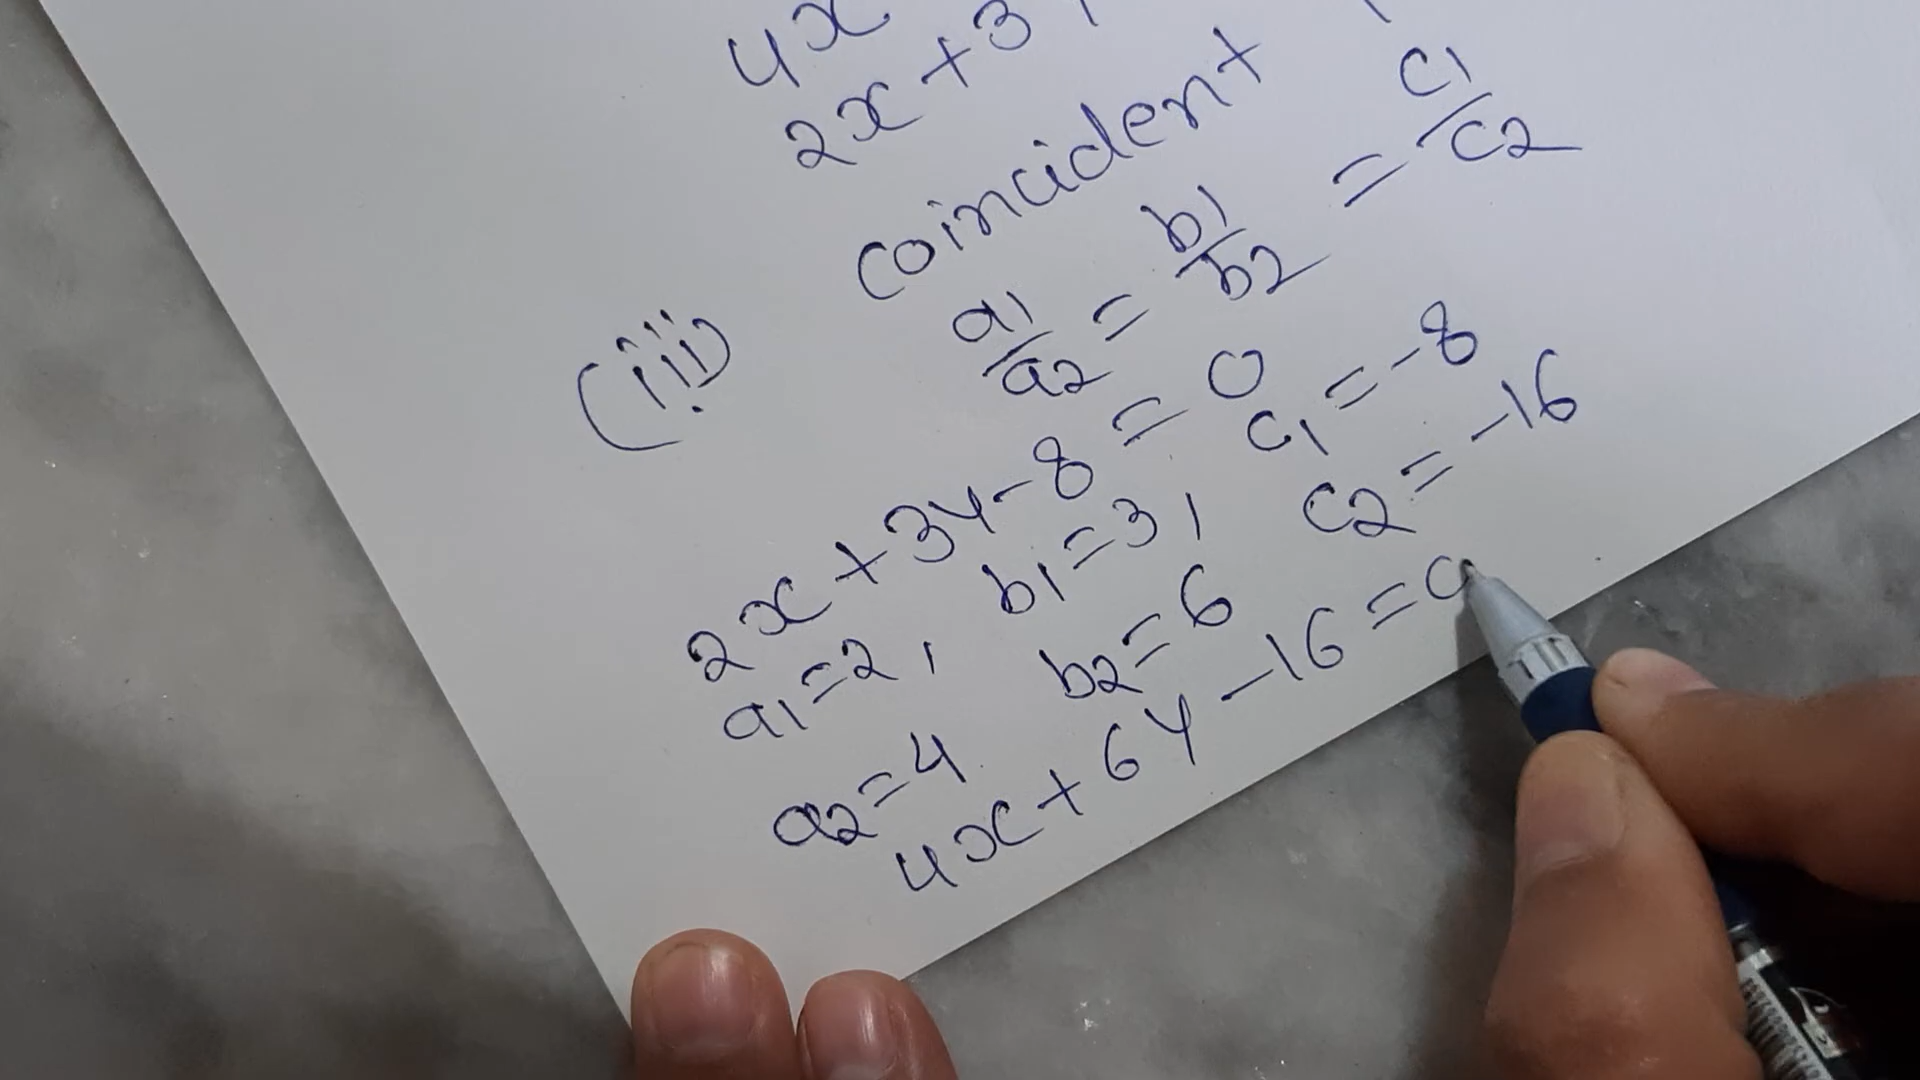 4x
2x+3
(iii) coincident
a1/a2 = b1/b2 = c1/c2
2x+3y-8 = 0
a1=2, b1=3, c1=-8
a2=4 b2=6 c2=-16
4x+6y-16=0